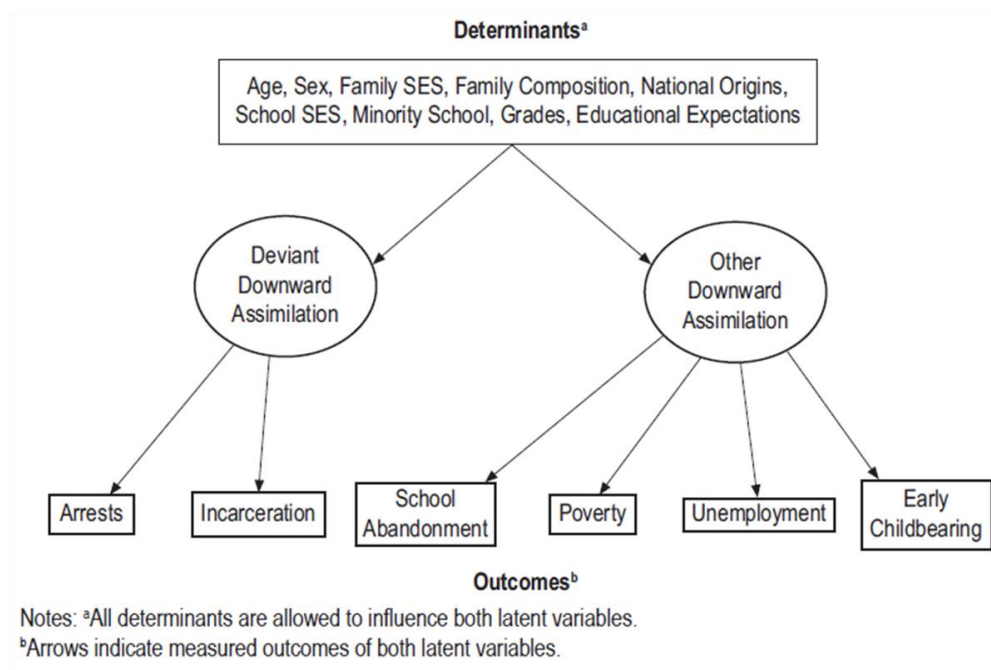 Determinantsᵃ
Age, Sex, Family SES, Family Composition, National Origins,
School SES, Minority School, Grades, Educational Expectations
Deviant
Downward
Assimilation
Other
Downward
Assimilation
Arrests
Incarceration
School
Abandonment
Poverty
Unemployment
Early
Childbearing
Outcomesᵇ
Notes: ᵃAll determinants are allowed to influence both latent variables.
ᵇArrows indicate measured outcomes of both latent variables.